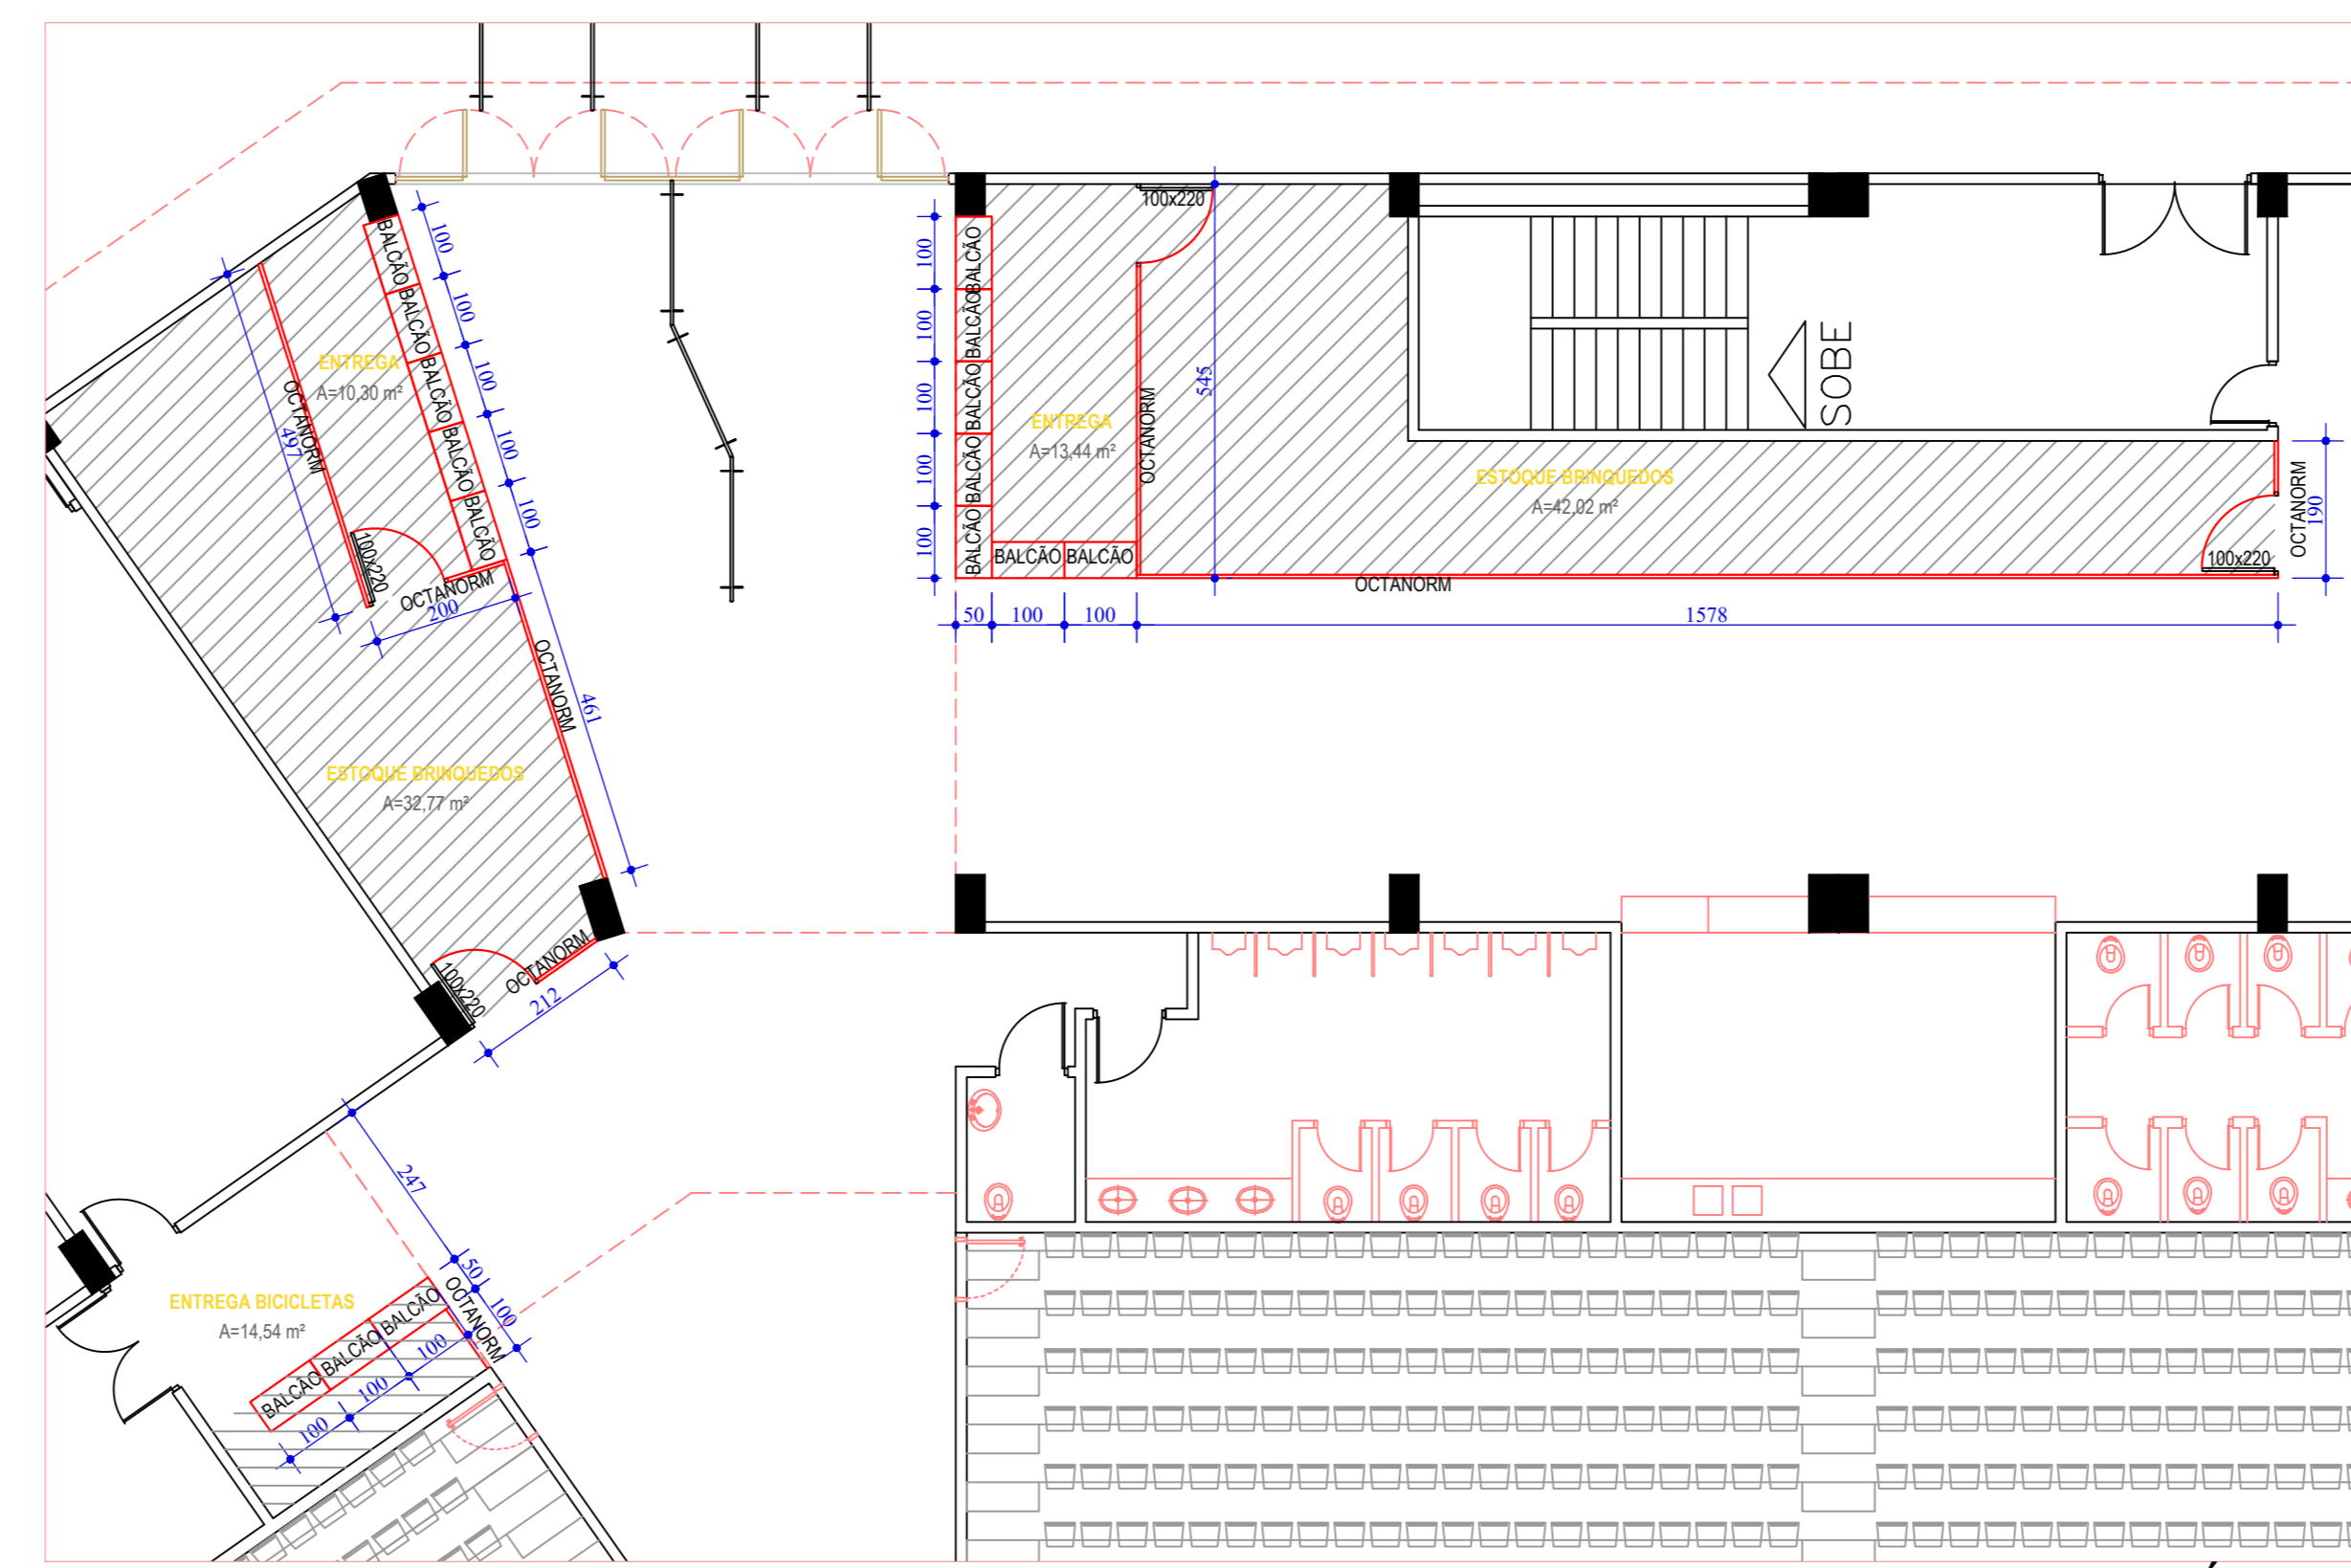 BALCÃO
BALCÃO
BALCÃO
BALCÃO
BALCÃO
100
100
100
100
100
461
ENTREGA
A=10,30 m²
OCTANORM
497
100x220
OCTANORM
200
OCTANORM
ESTOQUE BRINQUEDOS
A=32,77 m²
100x220
OCTANORM
212
100
100
100
100
100
BALCÃO
BALCÃO
BALCÃO
BALCÃO
BALCÃO
BALCÃO
BALCÃO
ENTREGA
A=13,44 m²
OCTANORM
100x220
545
SOBE
ESTOQUE BRINQUEDOS
A=42,02 m²
100x220
OCTANORM
190
OCTANORM
50
100
100
1578
247
50
100
OCTANORM
ENTREGA BICICLETAS
A=14,54 m²
BALCÃO
BALCÃO
BALCÃO
100
100
100